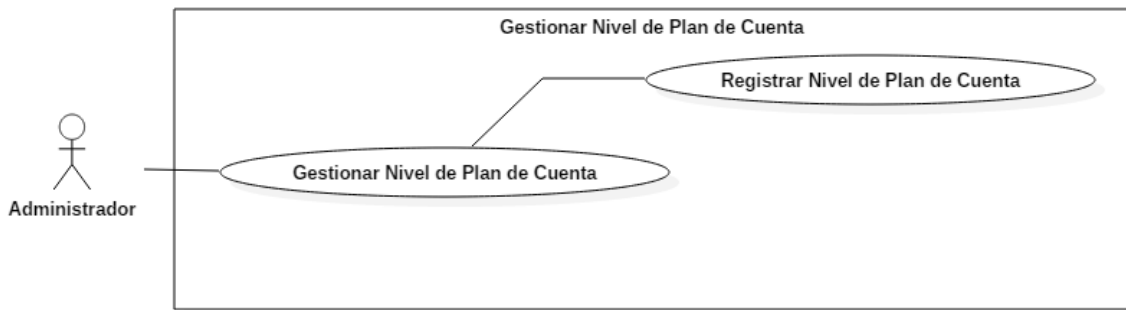 Gestionar Nivel de Plan de Cuenta
Registrar Nivel de Plan de Cuenta
Gestionar Nivel de Plan de Cuenta
Administrador